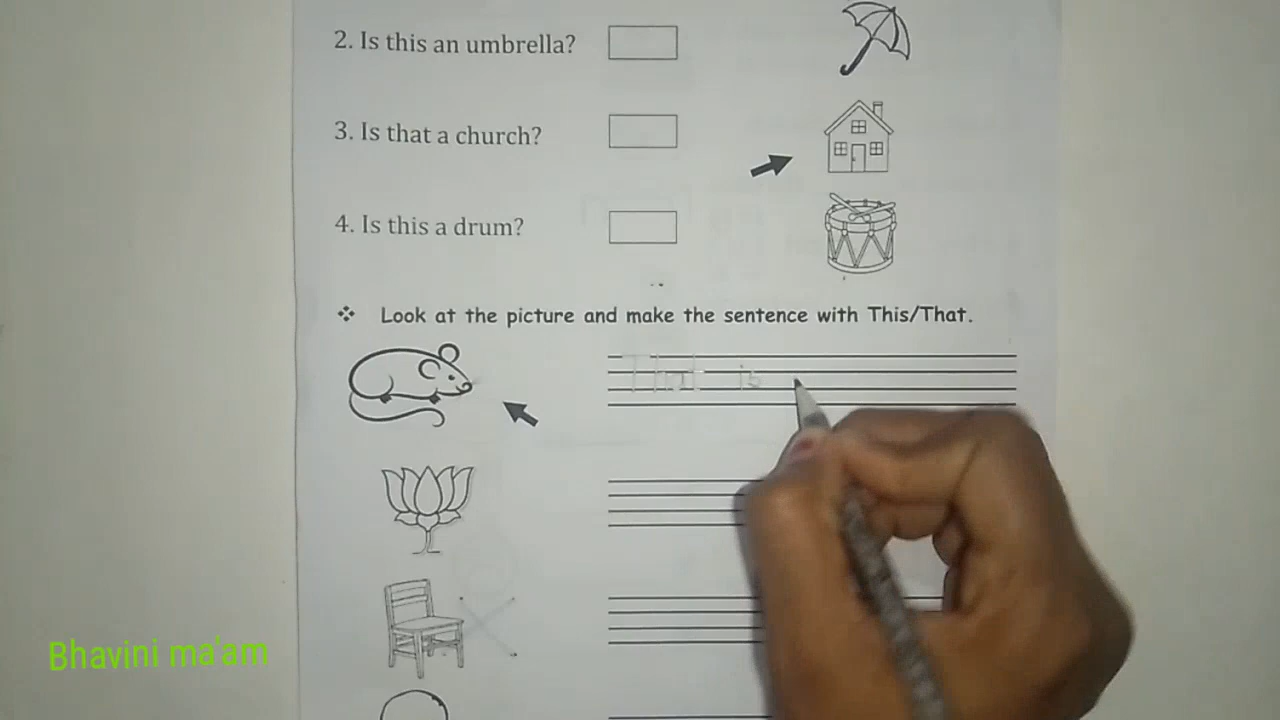 2. Is this an umbrella?
3. Is that a church?
4. Is this a drum?
❖ Look at the picture and make the sentence with This/That.
That is
Bhavini ma'am